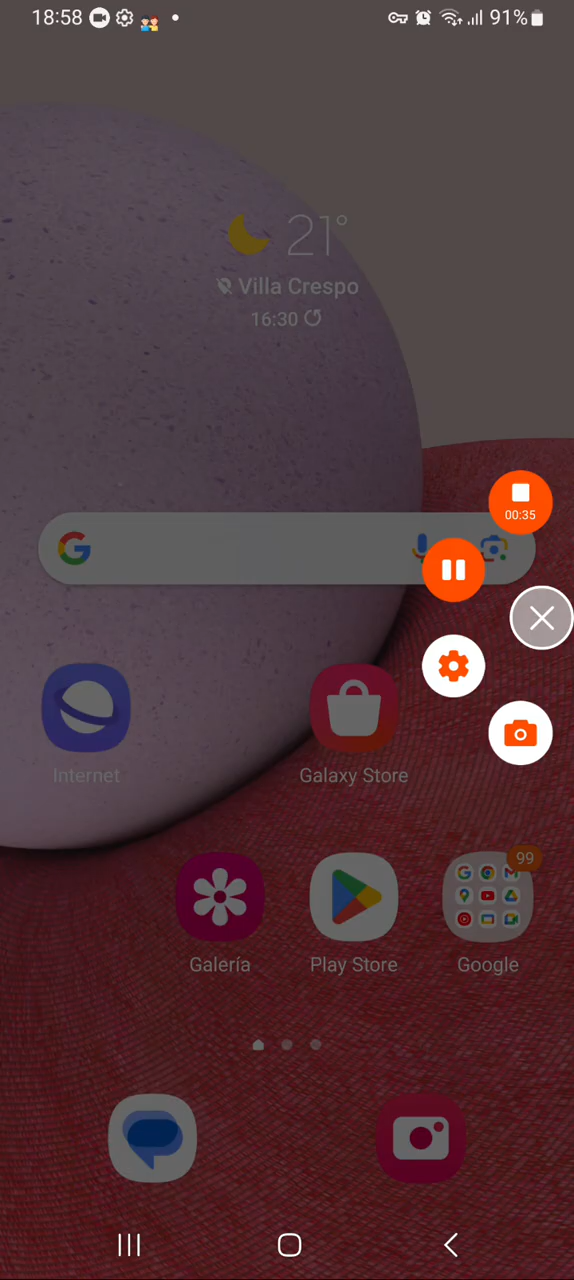 18:58 91%
21°
Villa Crespo
16:30
00:35
Internet
Galaxy Store
99
Galería
Play Store
Google